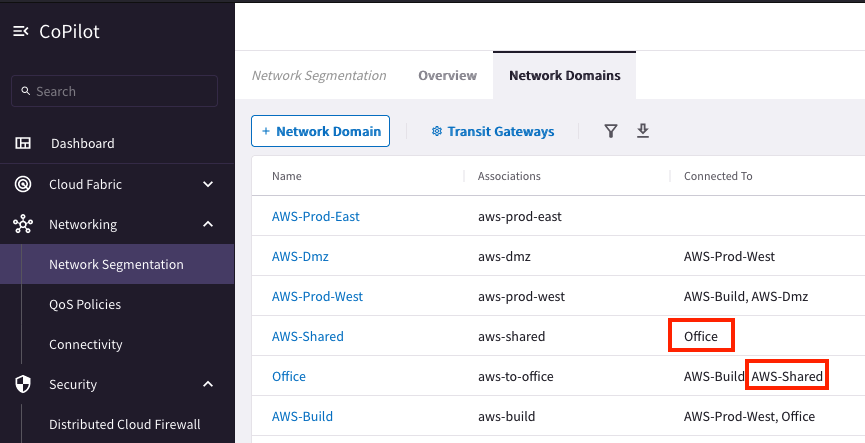 CoPilot
Search
Dashboard
Cloud Fabric
Networking
Network Segmentation
QoS Policies
Connectivity
Security
Distributed Cloud Firewall
Network Segmentation Overview Network Domains
+ Network Domain Transit Gateways
Name Associations Connected To
AWS-Prod-East aws-prod-east
AWS-Dmz aws-dmz AWS-Prod-West
AWS-Prod-West aws-prod-west AWS-Build, AWS-Dmz
AWS-Shared aws-shared Office
Office aws-to-office AWS-Build AWS-Shared
AWS-Build aws-build AWS-Prod-West, Office